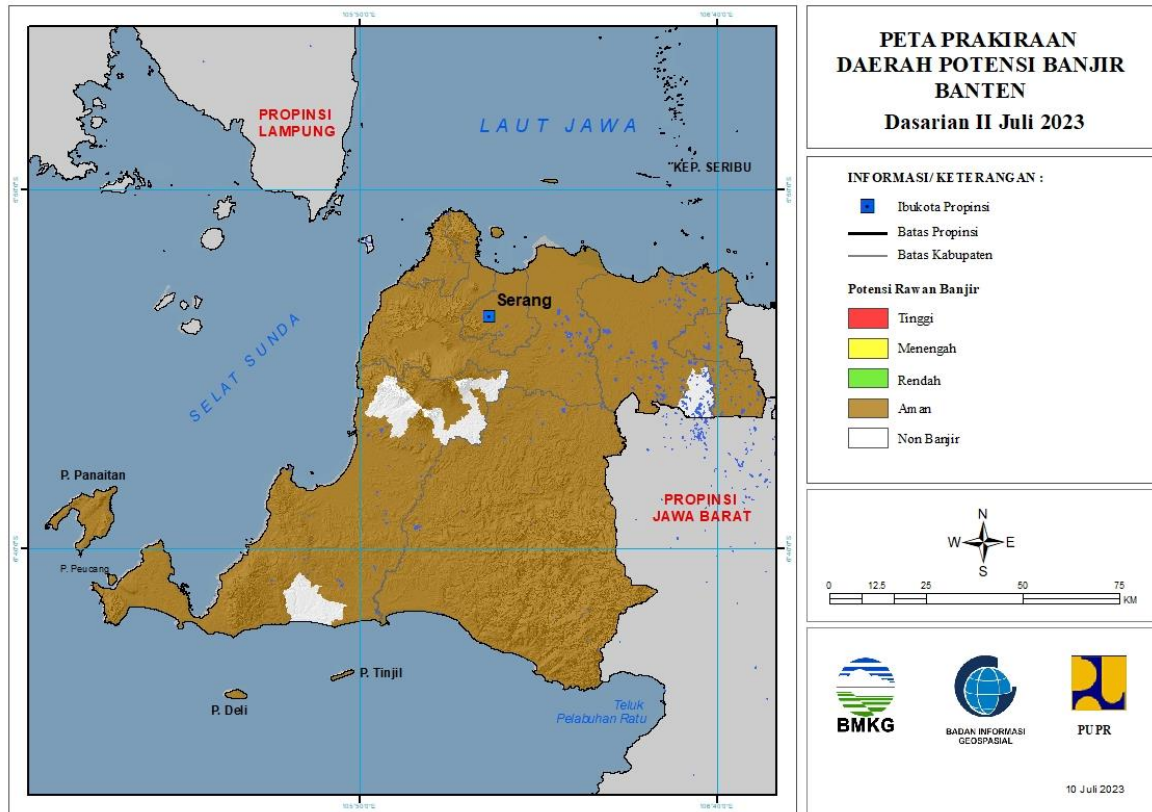 PROPINSI
LAMPUNG
LAUT JAWA
KEP. SERIBU
Serang
SELAT SUNDA
P. Panaitan
P. Peucang
PROPINSI
JAWA BARAT
P. Tinjil
P. Deli
Teluk
Pelabuhan Ratu
PETA PRAKIRAAN
DAERAH POTENSI BANJIR
BANTEN
Dasarian II Juli 2023
INFORMASI/KETERANGAN :
Ibukota Propinsi
Batas Propinsi
Batas Kabupaten
Potensi Rawan Banjir
Tinggi
Menengah
Rendah
Aman
Non Banjir
N
W E
S
0 12.5 25 50 75
KM
BMKG
BADAN INFORMASI
GEOSPASIAL
PUPR
10 Juli 2023